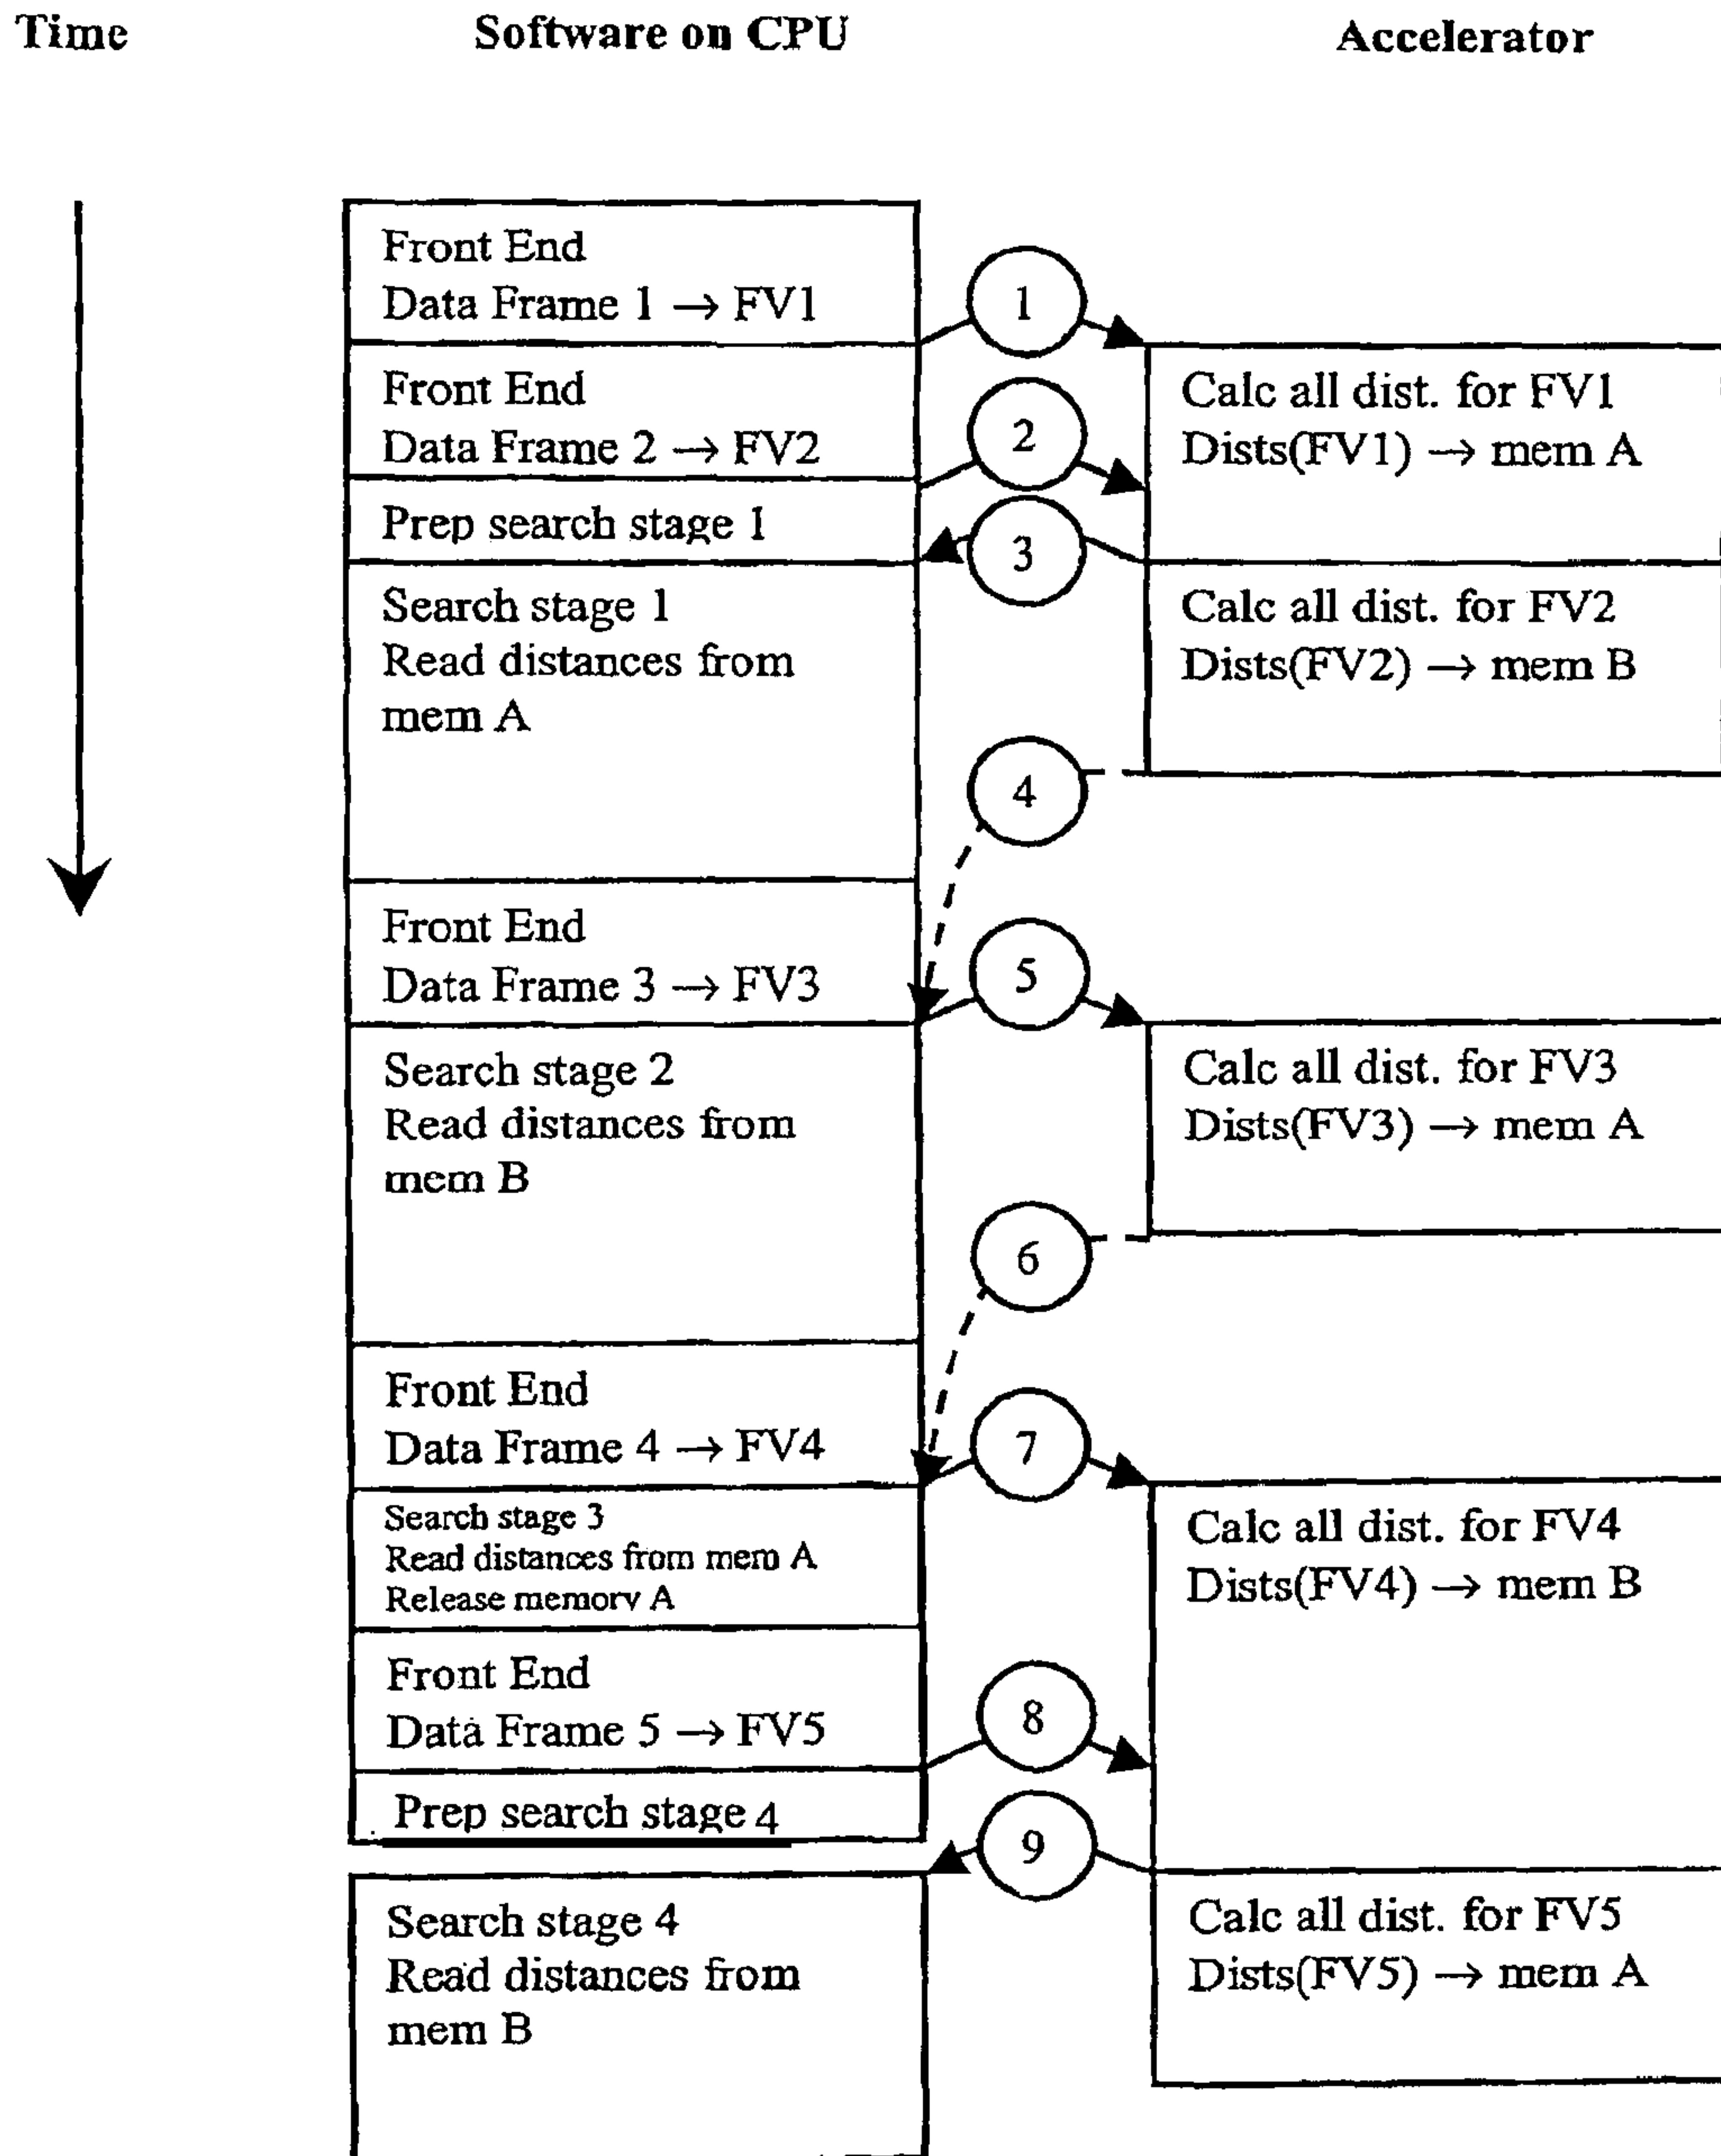 Time
Software on CPU
Accelerator
Front End
Data Frame 1 → FV1
1
Front End
Data Frame 2 → FV2
2
Calc all dist. for FV1
Dists(FV1) → mem A
Prep search stage 1
3
Search stage 1
Read distances from
mem A
Calc all dist. for FV2
Dists(FV2) → mem B
4
Front End
Data Frame 3 → FV3
5
Search stage 2
Read distances from
mem B
Calc all dist. for FV3
Dists(FV3) → mem A
6
Front End
Data Frame 4 → FV4
7
Search stage 3
Read distances from mem A
Release memory A
Calc all dist. for FV4
Dists(FV4) → mem B
Front End
Data Frame 5 → FV5
8
Prep search stage 4
9
Search stage 4
Read distances from
mem B
Calc all dist. for FV5
Dists(FV5) → mem A